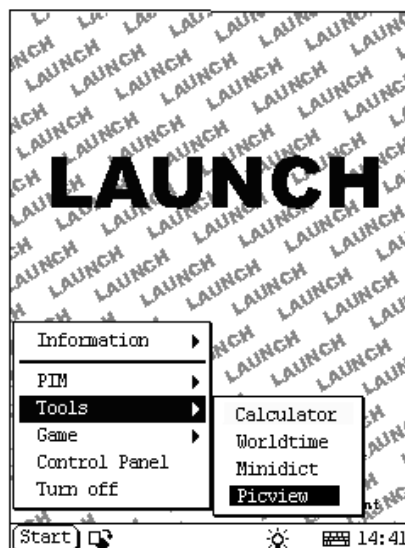 LAUNCH
Information
PIM
Tools
Game
Control Panel
Turn off
Calculator
Worldtime
Minidict
Picview
Start
14:41